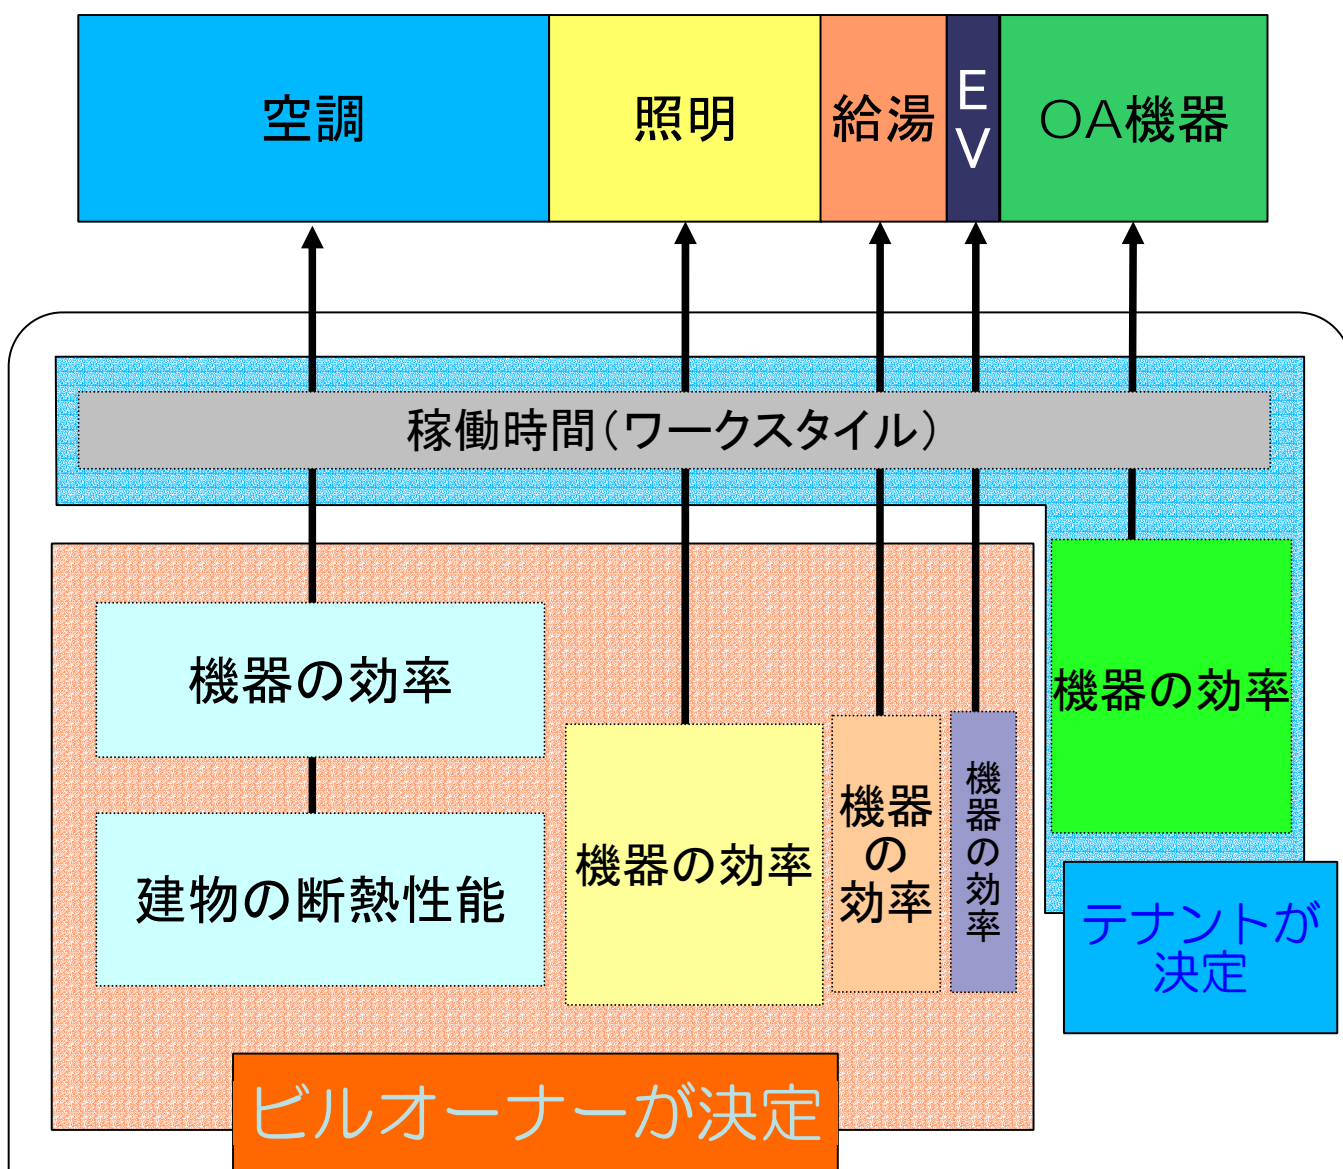 空調
照明
給湯
E
V
OA機器
稼働時間(ワークスタイル)
機器の効率
建物の断熱性能
機器の効率
機器
の
効率
機器の効率
機器の効率
テナントが
決定
ビルオーナーが決定